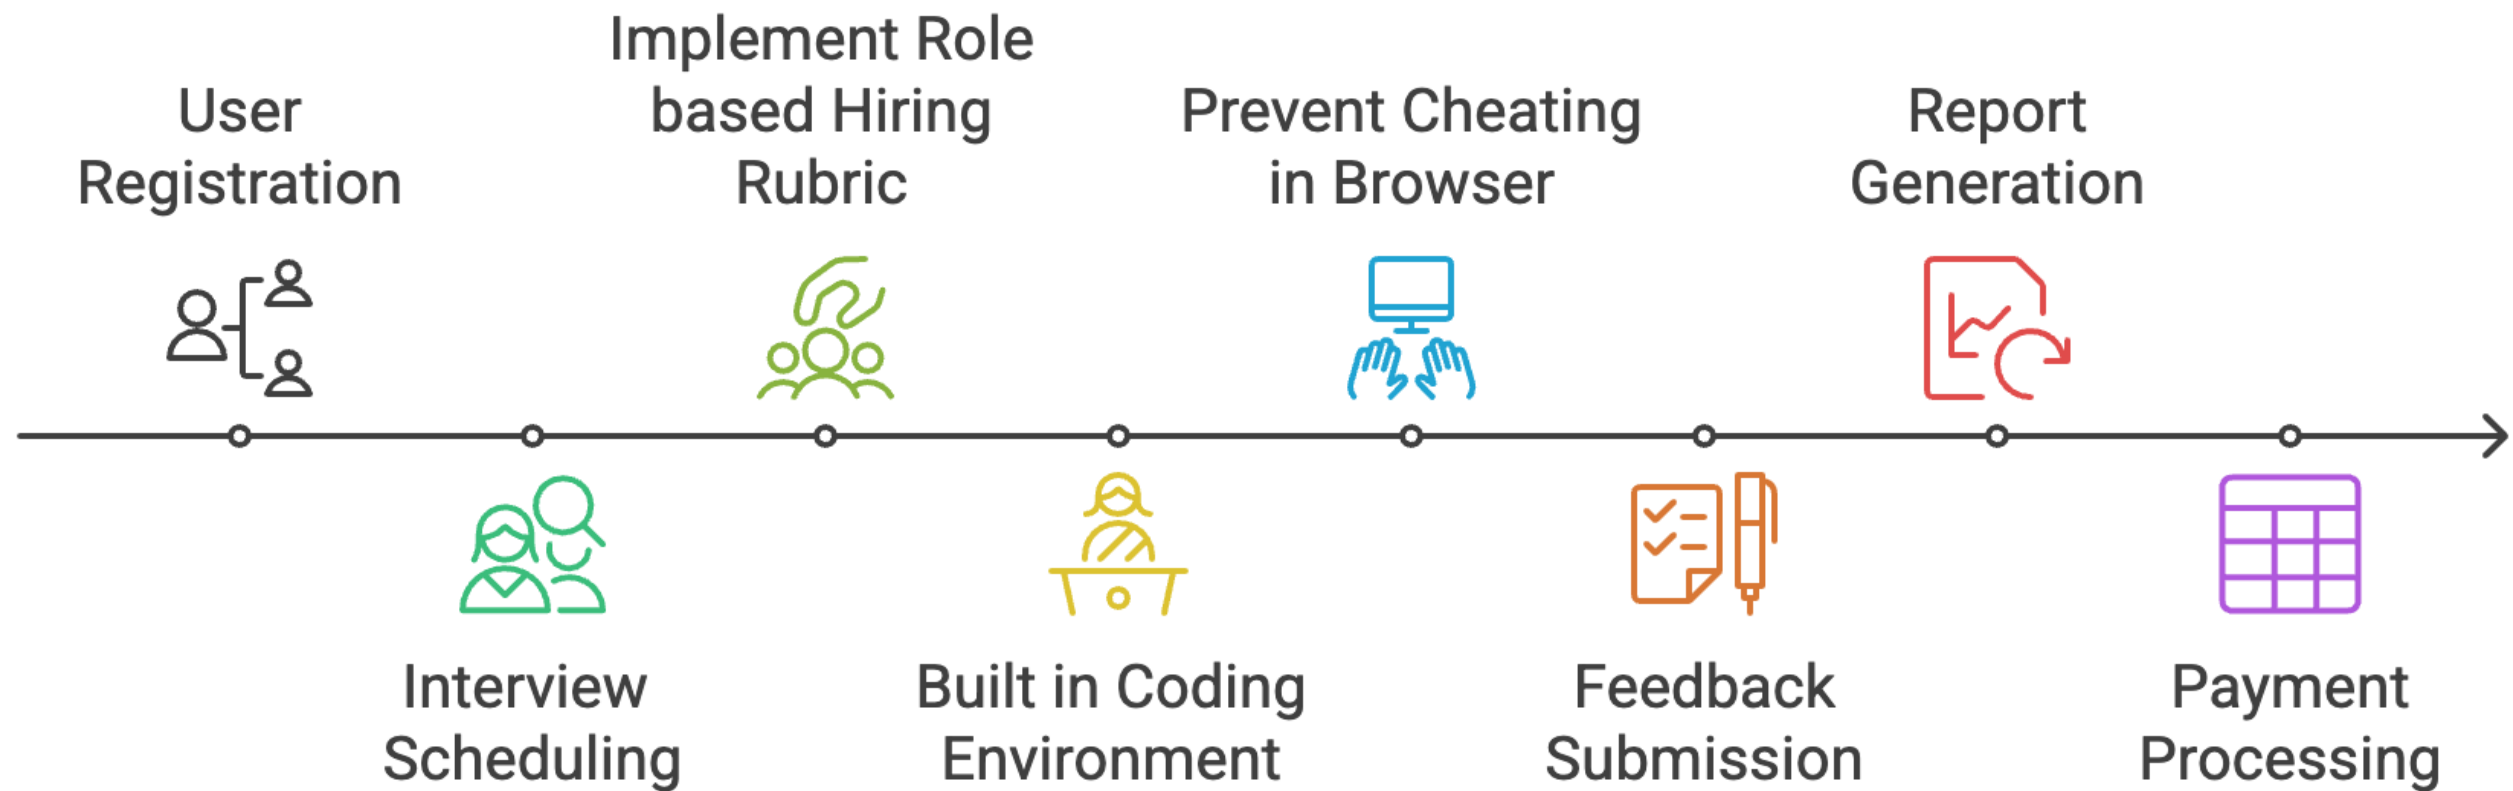 User
Registration
Interview
Scheduling
Implement Role
based Hiring
Rubric
Built in Coding
Environment
Prevent Cheating
in Browser
Feedback
Submission
Report
Generation
Payment
Processing